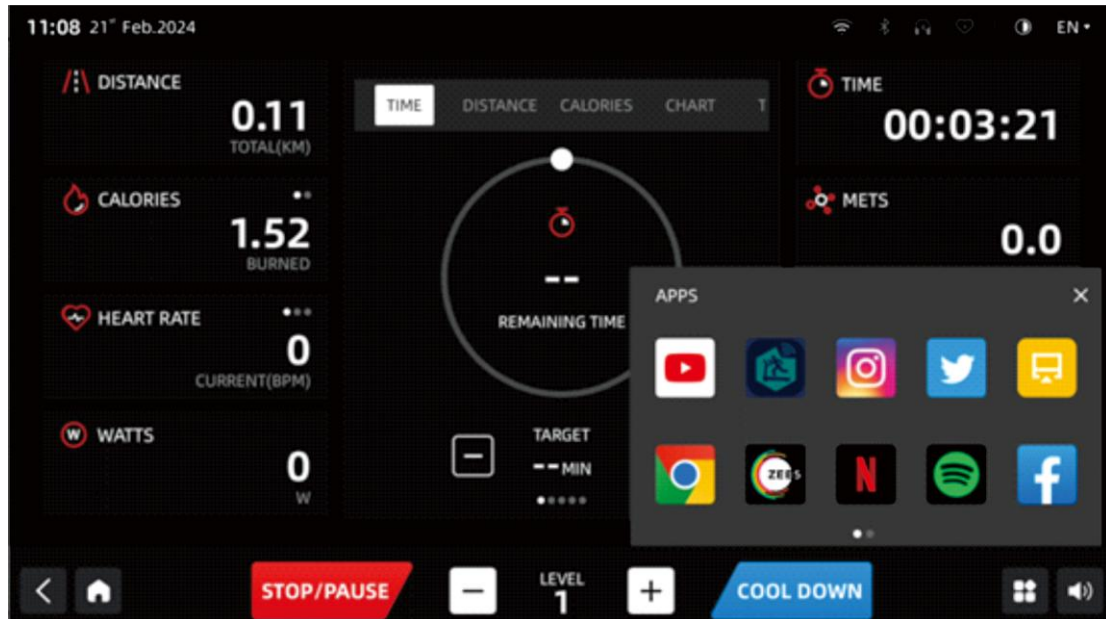 11:08 21st Feb.2024
EN
DISTANCE
0.11
TOTAL(KM)
CALORIES
1.52
BURNED
HEART RATE
0
CURRENT(BPM)
WATTS
0
W
TIME DISTANCE CALORIES CHART T
--
REMAINING TIME
TARGET
--MIN
TIME
00:03:21
METS
0.0
APPS
ZEE5
N
f
STOP/PAUSE
LEVEL
1
COOL DOWN